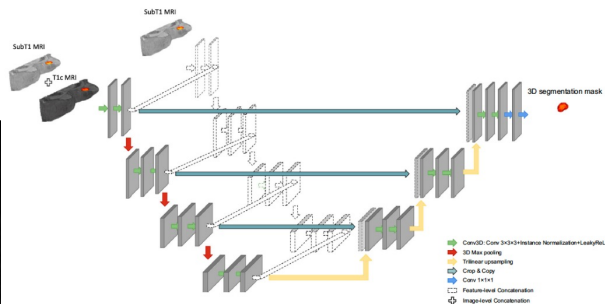 SubT1 MRI
SubT1 MRI
T1c MRI
3D segmentation mask
Conv3D: Conv 3×3×3+Instance Normalization+LeakyReL
3D Max pooling
Trilinear upsampling
Crop & Copy
Conv 1×1×1
Feature-level Concatenation
Image-level Concatenation